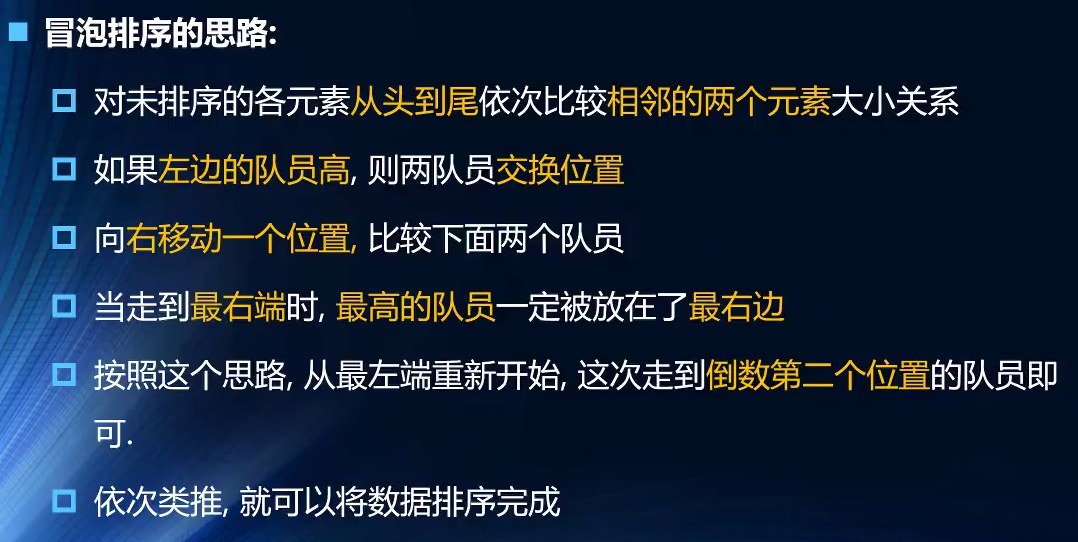 冒泡排序的思路:
对未排序的各元素从头到尾依次比较相邻的两个元素大小关系
如果左边的队员高, 则两队员交换位置
向右移动一个位置, 比较下面两个队员
当走到最右端时, 最高的队员一定被放在了最右边
按照这个思路, 从最左端重新开始, 这次走到倒数第二个位置的队员即
可.
依次类推, 就可以将数据排序完成